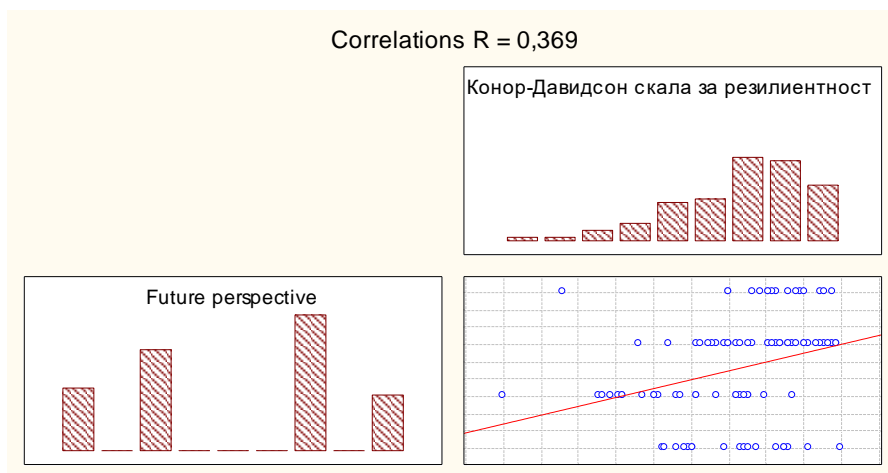 Correlations R = 0,369
Конор-Давидсон скала за резилиентност
Future perspective